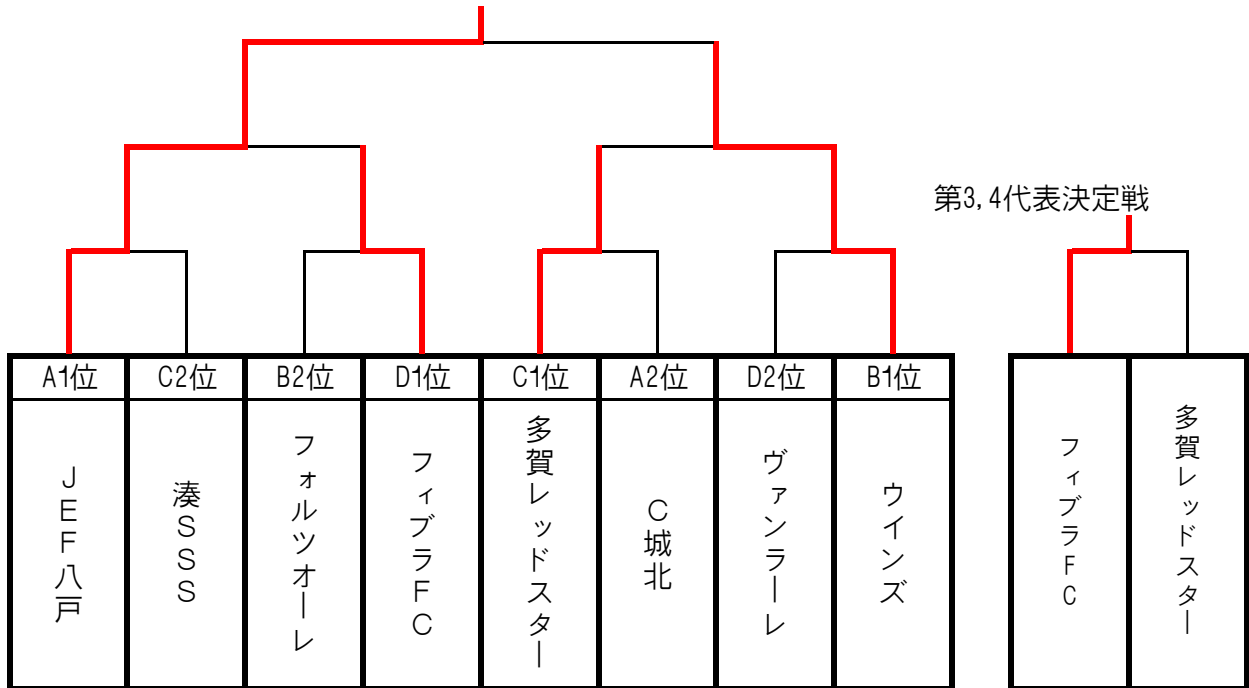 第3,4代表決定戦
A1位
C2位
B2位
D1位
C1位
A2位
D2位
B1位
JEF八戸
湊SSS
フォルツオーレ
フィブラFC
多賀レッドスター
C城北
ヴァンラーレ
ウインズ
フィブラFC
多賀レッドスター